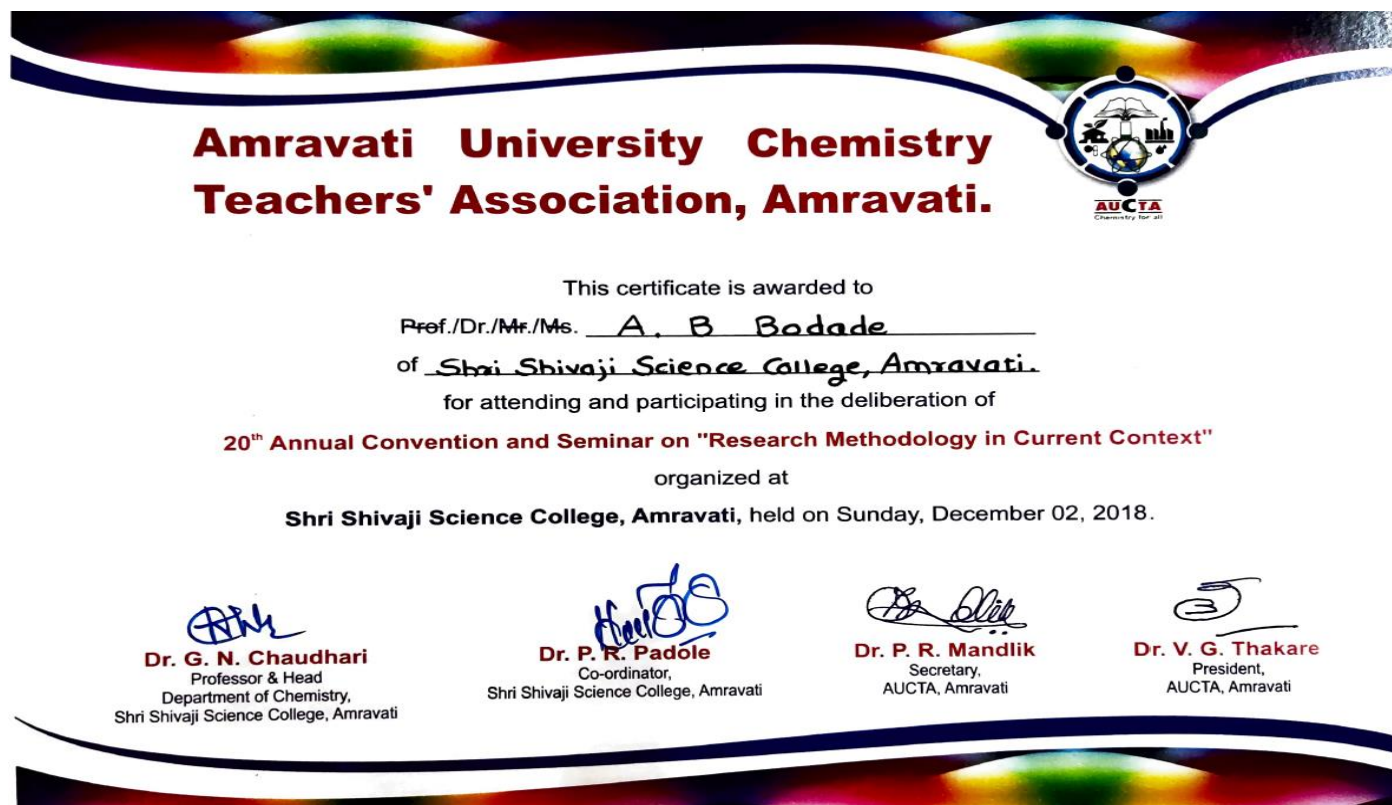 Amravati University Chemistry
Teachers' Association, Amravati.
AUCTA
Chemistry for all
This certificate is awarded to
Prof./Dr./Mr./Ms. A. B Bodade
of Shri Shivaji Science College, Amravati.
for attending and participating in the deliberation of
20th Annual Convention and Seminar on "Research Methodology in Current Context"
organized at
Shri Shivaji Science College, Amravati, held on Sunday, December 02, 2018.
Dr. G. N. Chaudhari
Professor & Head
Department of Chemistry,
Shri Shivaji Science College, Amravati
Dr. P. R. Padole
Co-ordinator,
Shri Shivaji Science College, Amravati
Dr. P. R. Mandlik
Secretary,
AUCTA, Amravati
Dr. V. G. Thakare
President,
AUCTA, Amravati